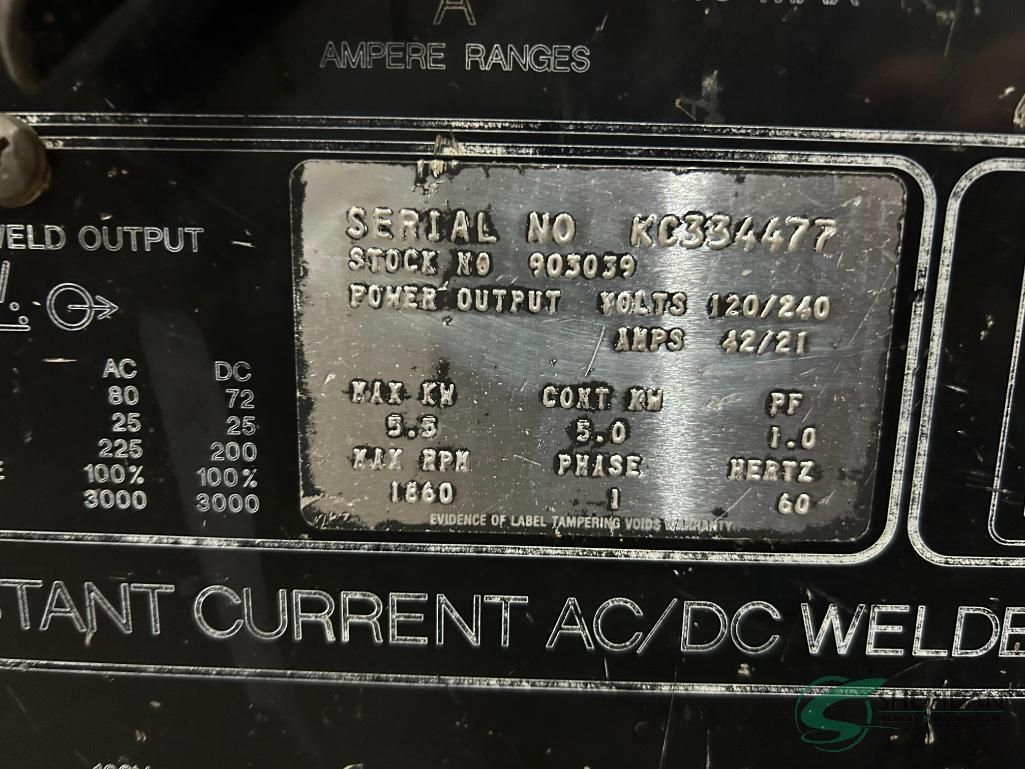 A
AMPERE RANGES
WELD OUTPUT
AC DC
80 72
25 25
225 200
100% 100%
3000 3000
SERIAL NO KC334477
STOCK NO 903039
POWER OUTPUT VOLTS 120/240
AMPS 42/21
MAX KW CONT KW PF
5.5 5.0 1.0
MAX RPM PHASE HERTZ
1860 1 60
EVIDENCE OF LABEL TAMPERING VOIDS WARRANTY
STANT CURRENT AC/DC WELDE
SHERIDAN